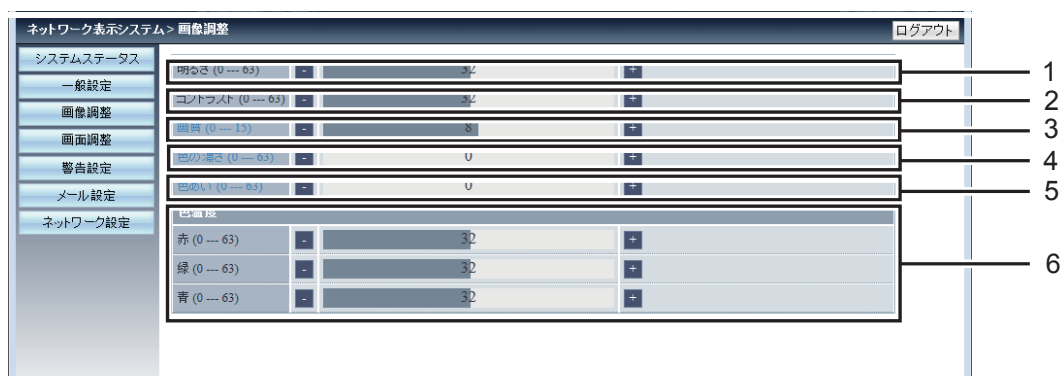 ネットワーク表示システム> 画像調整
ログアウト
システムステータス
一般設定
画像調整
画面調整
警告設定
メール設定
ネットワーク設定
明るさ (0 --- 63) - 32 + 1
コントラスト (0 --- 63) - 32 + 2
画質 (0 --- 15) - 8 + 3
色の濃さ (0 --- 63) - 0 + 4
色あい (0 --- 63) - 0 + 5
色温度
赤 (0 --- 63) - 32 +
緑 (0 --- 63) - 32 + 6
青 (0 --- 63) - 32 +